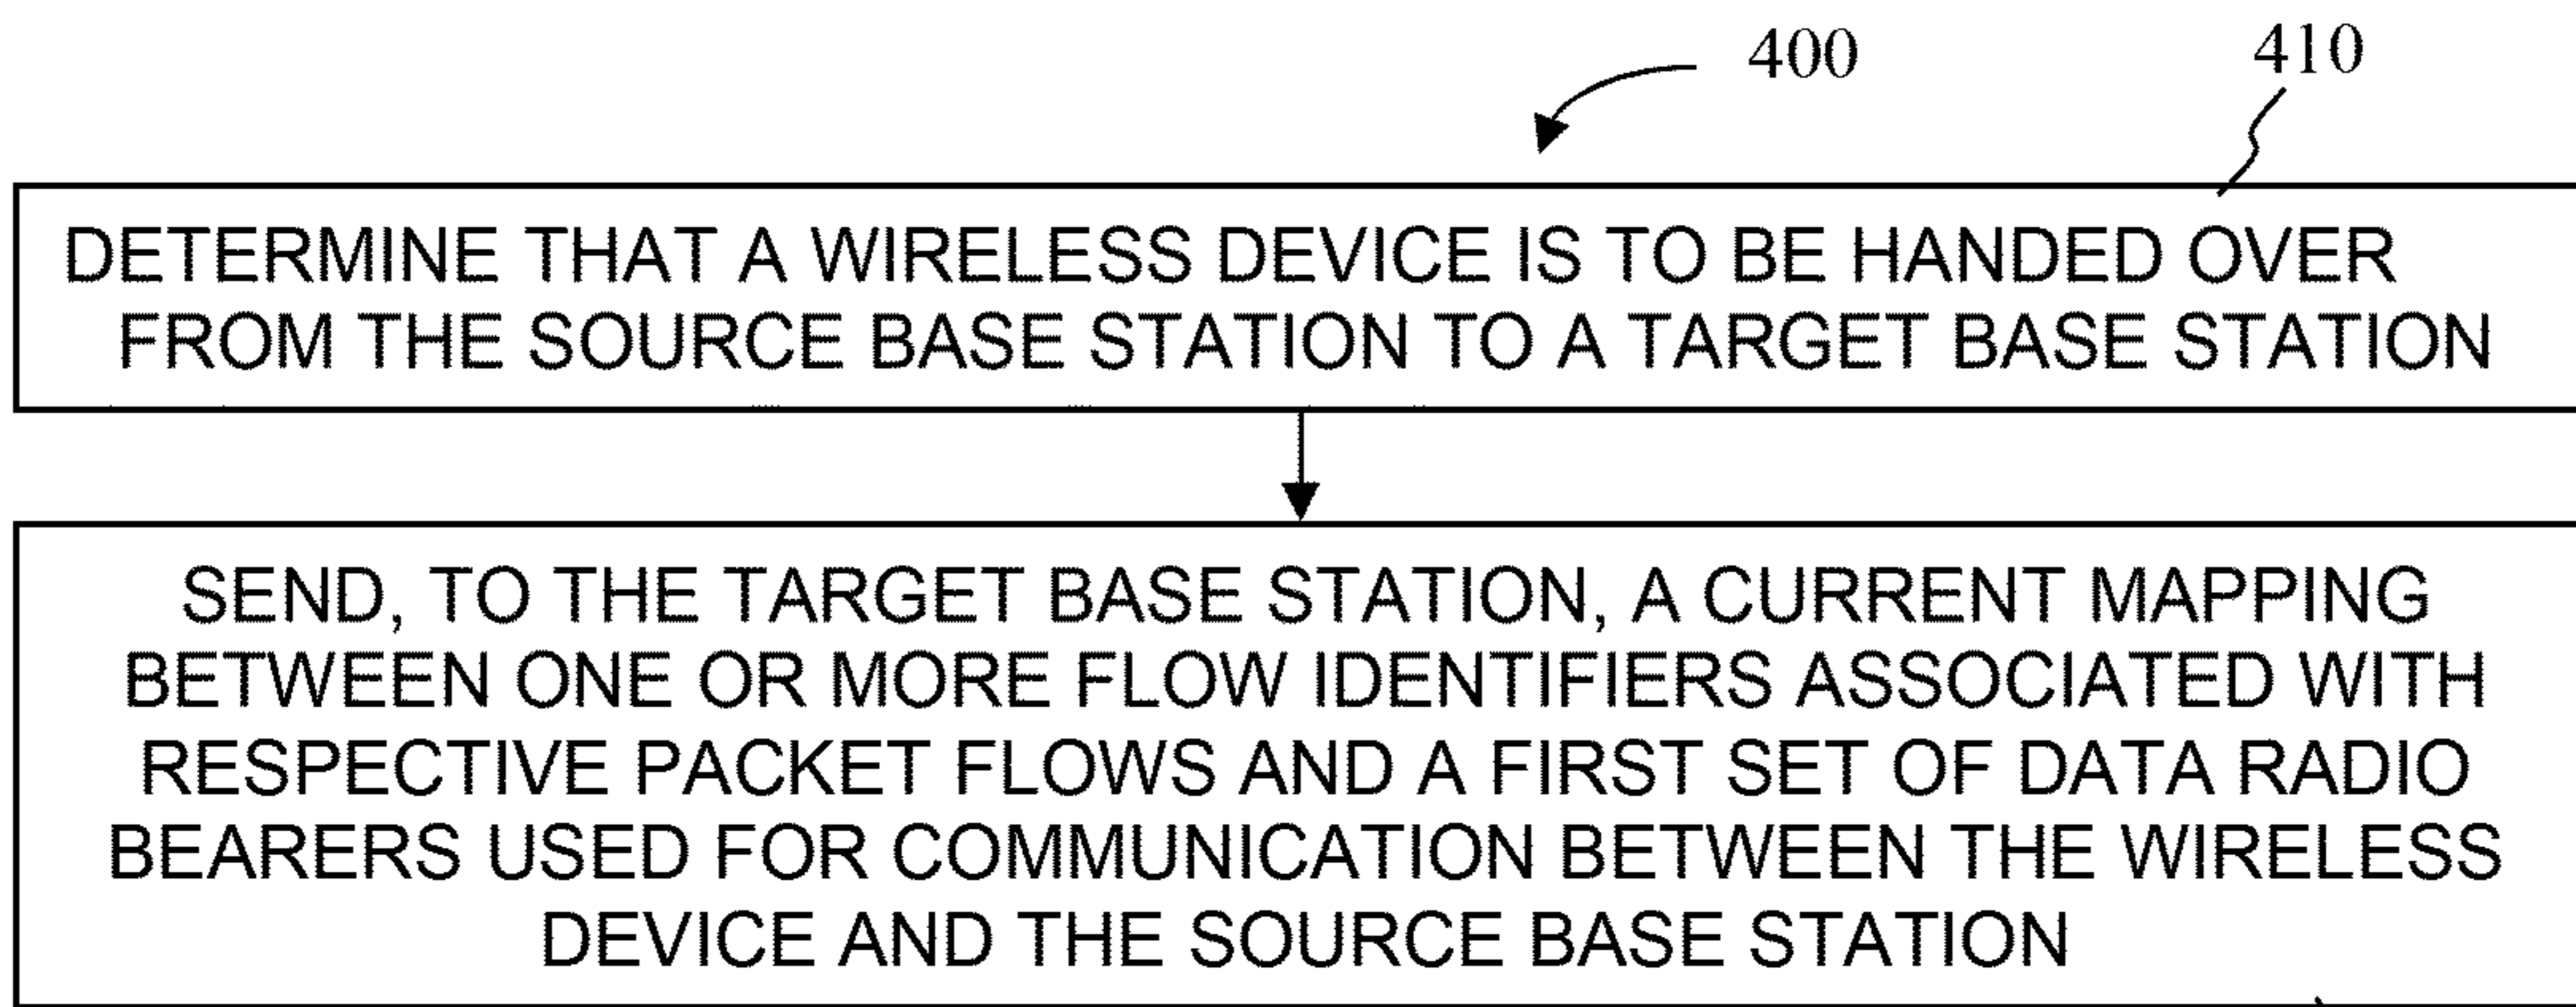 400
410
DETERMINE THAT A WIRELESS DEVICE IS TO BE HANDED OVER
FROM THE SOURCE BASE STATION TO A TARGET BASE STATION
SEND, TO THE TARGET BASE STATION, A CURRENT MAPPING
BETWEEN ONE OR MORE FLOW IDENTIFIERS ASSOCIATED WITH
RESPECTIVE PACKET FLOWS AND A FIRST SET OF DATA RADIO
BEARERS USED FOR COMMUNICATION BETWEEN THE WIRELESS
DEVICE AND THE SOURCE BASE STATION